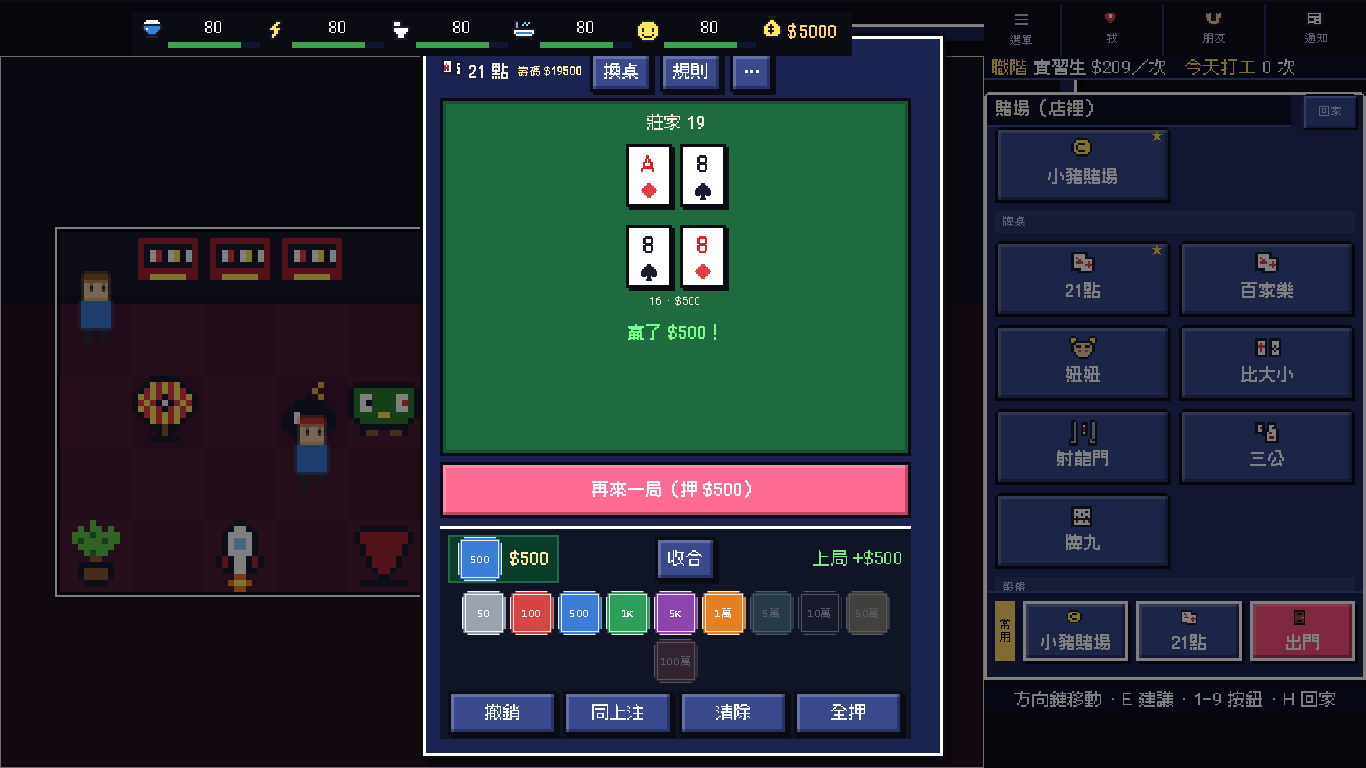 80 80 80 80 80 $5000
選單 我 朋友 通知
職階 實習生 $209／次 今天打工 0 次
21 點 籌碼 $19500 換桌 規則 ···
莊家 19
A 8
8 8
16 · $500
贏了 $500！
再來一局（押 $500）
500 $500 收合 上局 +$500
50 100 500 1K 5K 1萬 5萬 10萬 50萬
100萬
撤銷 同上注 清除 全押
賭場（店裡） 回家
小豬賭場
牌桌
21點 百家樂
妞妞 比大小
射龍門 三公
牌九
常用 小豬賭場 21點 出門
方向鍵移動 · E 建議 · 1-9 按鈕 · H 回家